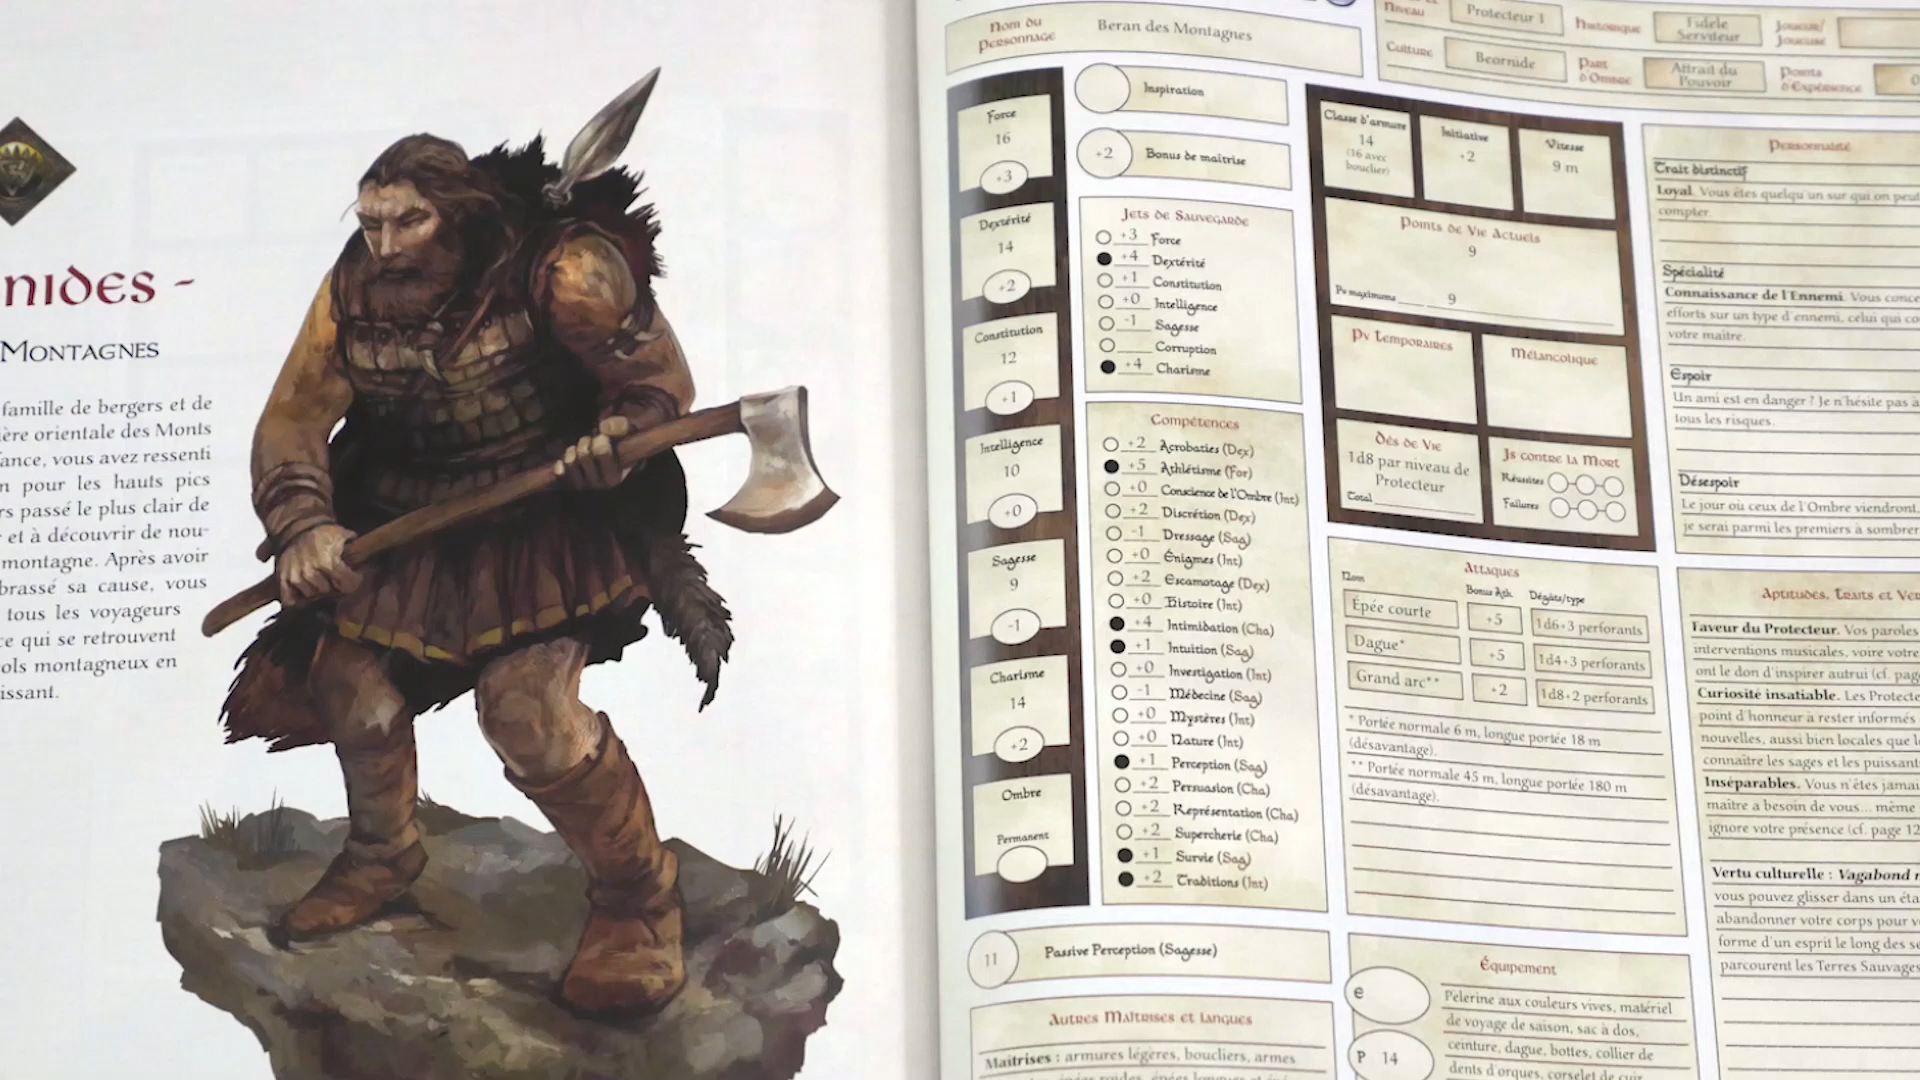 NIDES -
MONTAGNES
famille de bergers et de
ière orientale des Monts
ance, vous avez ressenti
n pour les hauts pics
rs passé le plus clair de
r et à découvrir de nou-
montagne. Après avoir
brassé sa cause, vous
tous les voyageurs
ce qui se retrouvent
ols montagneux en
issant.
Nom du
Personnage
Beran des Montagnes
Niveau
Protecteur 1
Historique
Fidèle
Serviteur
Joueur/
Joueuse
Culture
Beornide
Part
d'Ombre
Attrait du
Pouvoir
Points
d'Expérience
0
Force
16
+3
Dextérité
14
+2
Constitution
12
+1
Intelligence
10
+0
Sagesse
9
-1
Charisme
14
+2
Ombre
Permanent
Inspiration
+2 Bonus de maîtrise
Jets de Sauvegarde
+3 Force
+4 Dextérité
+1 Constitution
+0 Intelligence
-1 Sagesse
Corruption
+4 Charisme
Compétences
+2 Acrobaties (Dex)
+5 Athlétisme (For)
+0 Conscience de l'Ombre (Int)
+2 Discrétion (Dex)
-1 Dressage (Sag)
+0 Énigmes (Int)
+2 Escamotage (Dex)
+0 Histoire (Int)
+4 Intimidation (Cha)
+1 Intuition (Sag)
+0 Investigation (Int)
-1 Médecine (Sag)
+0 Mystères (Int)
+0 Nature (Int)
+1 Perception (Sag)
+2 Persuasion (Cha)
+2 Représentation (Cha)
+2 Supercherie (Cha)
+1 Survie (Sag)
+2 Traditions (Int)
11 Passive Perception (Sagesse)
Autres Maîtrises et langues
Maîtrises : armures légères, boucliers, armes
Classe d'armure
14
(16 avec
bouclier)
Initiative
+2
Vitesse
9 m
Points de Vie Actuels
9
Pv maximums 9
Pv temporaires
Mélancolique
Dés de Vie
1d8 par niveau de
Protecteur
Total
Js contre la Mort
Réussites
Failures
Attaques
Nom Bonus Atk. Dégâts/type
Épée courte +5 1d6+3 perforants
Dague* +5 1d4+3 perforants
Grand arc** +2 1d8+2 perforants
* Portée normale 6 m, longue portée 18 m
(désavantage).
** Portée normale 45 m, longue portée 180 m
(désavantage).
Équipement
e
P 14
Pèlerine aux couleurs vives, matériel
de voyage de saison, sac à dos,
ceinture, dague, bottes, collier de
dents d'orques, corselet de cuir
Personnalité
Trait distinctif
Loyal. Vous êtes quelqu'un sur qui on peut
compter.
Spécialité
Connaissance de l'Ennemi. Vous conce
efforts sur un type d'ennemi, celui qui co
votre maître.
Espoir
Un ami est en danger ? Je n'hésite pas à
tous les risques.
Désespoir
Le jour où ceux de l'Ombre viendront,
je serai parmi les premiers à sombrer
Aptitudes, Traits et Ver
Faveur du Protecteur. Vos paroles
interventions musicales, voire votre
ont le don d'inspirer autrui (cf. pag
Curiosité insatiable. Les Protecte
point d'honneur à rester informés
nouvelles, aussi bien locales que l
connaître les sages et les puissant
Inséparables. Vous n'êtes jamai
maître a besoin de vous... même
ignore votre présence (cf. page 12
Vertu culturelle : Vagabond
vous pouvez glisser dans un éta
abandonner votre corps pour v
forme d'un esprit le long des se
parcourent les Terres Sauvages